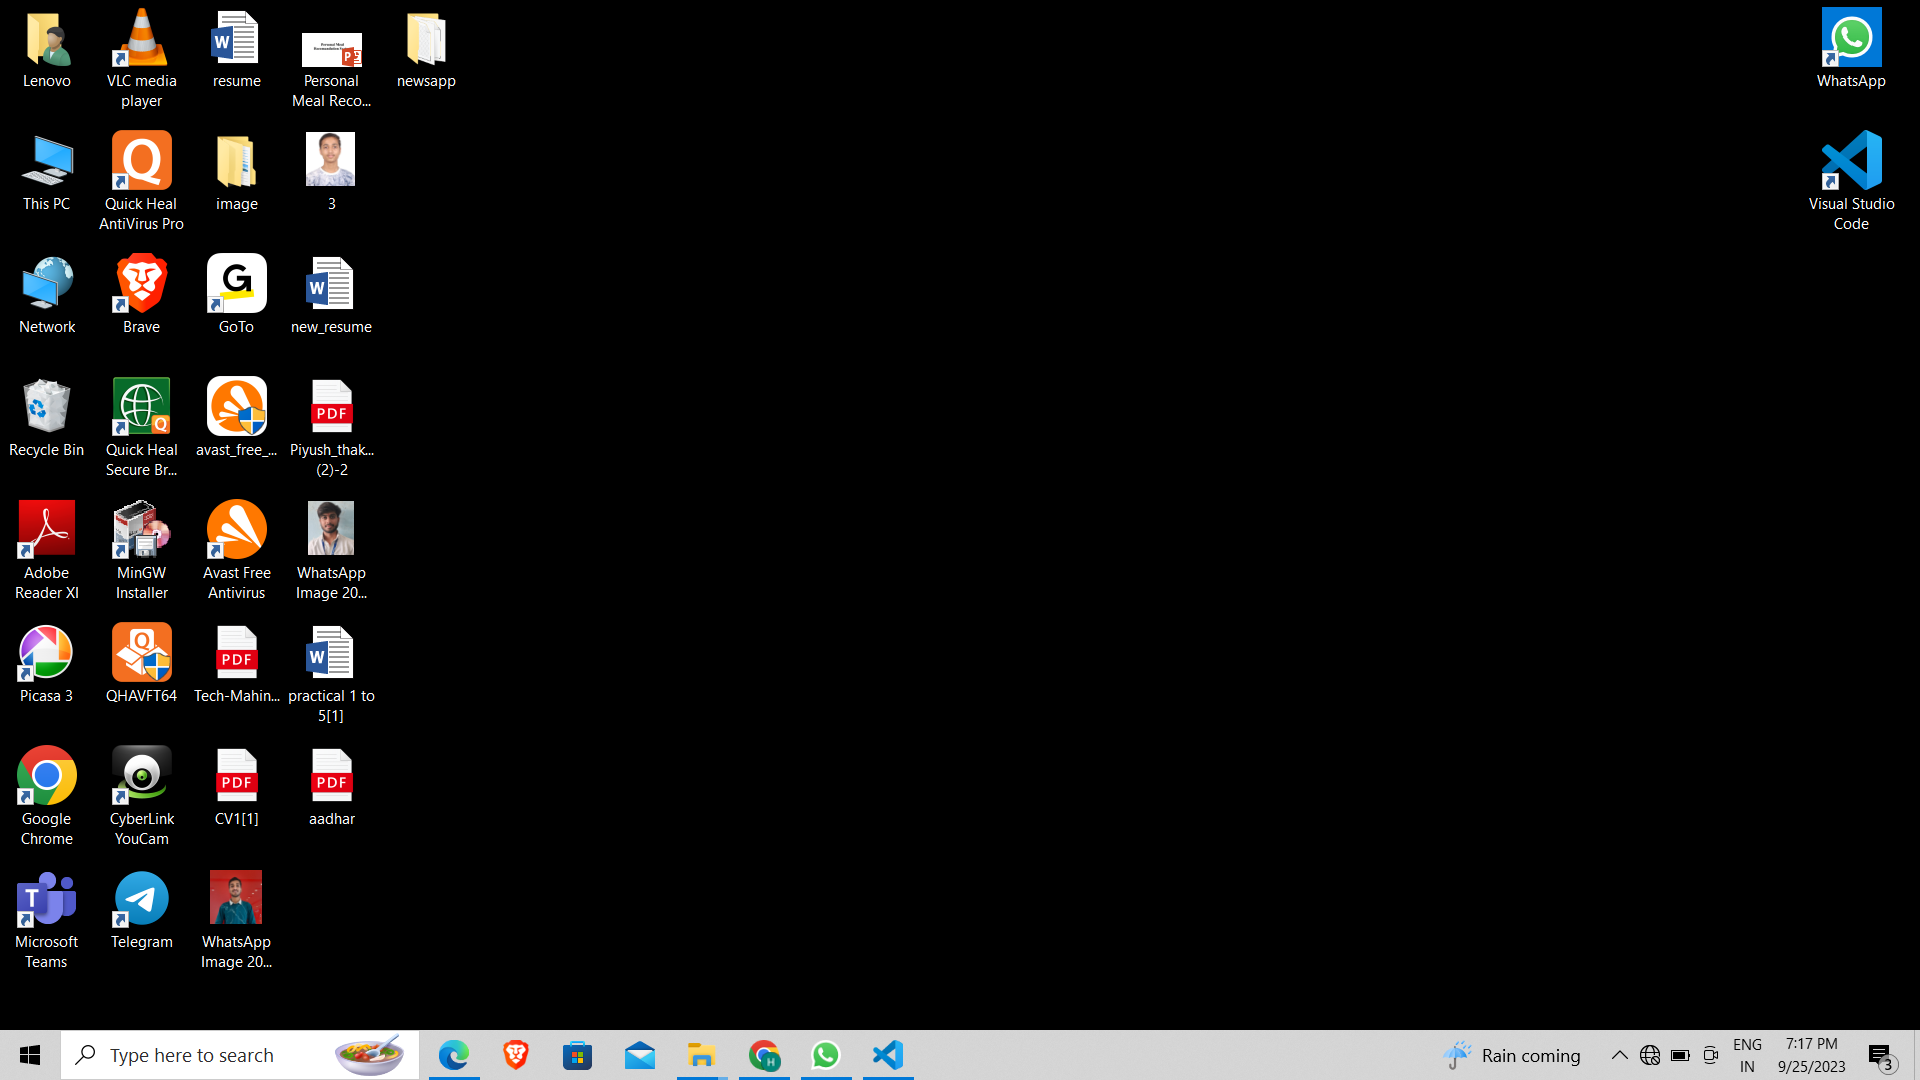 Lenovo
VLC media
player
resume
Personal
Meal Reco...
newsapp
WhatsApp
This PC
Quick Heal
AntiVirus Pro
image
3
Visual Studio
Code
Network
Brave
GoTo
new_resume
Recycle Bin
Quick Heal
Secure Br...
avast_free_...
PDF
Piyush_thak...
(2)-2
Adobe
Reader XI
MinGW
Installer
Avast Free
Antivirus
WhatsApp
Image 20...
Picasa 3
QHAVFT64
PDF
Tech-Mahin...
practical 1 to
5[1]
Google
Chrome
CyberLink
YouCam
PDF
CV1[1]
PDF
aadhar
Microsoft
Teams
Telegram
WhatsApp
Image 20...
Type here to search
Rain coming
ENG
IN
7:17 PM
9/25/2023
3